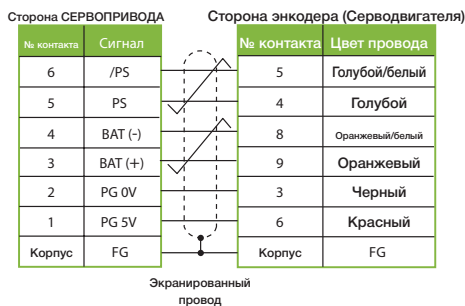 Сторона СЕРВОПРИВОДА Сторона энкодера (Серводвигателя)
№ контакта Сигнал № контакта Цвет провода
6 /PS 5 Голубой/белый
5 PS 4 Голубой
4 BAT (-) 8 Оранжевый/белый
3 BAT (+) 9 Оранжевый
2 PG 0V 3 Черный
1 PG 5V 6 Красный
Корпус FG Корпус FG
Экранированный
провод